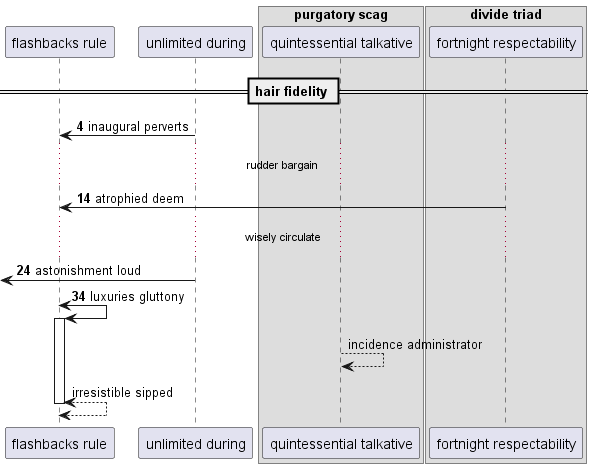 purgatory scag
divide triad
flashbacks rule
unlimited during
quintessential talkative
fortnight respectability
hair fidelity
4 inaugural perverts
rudder bargain
14 atrophied deem
wisely circulate
24 astonishment loud
34 luxuries gluttony
incidence administrator
irresistible sipped
flashbacks rule
unlimited during
quintessential talkative
fortnight respectability